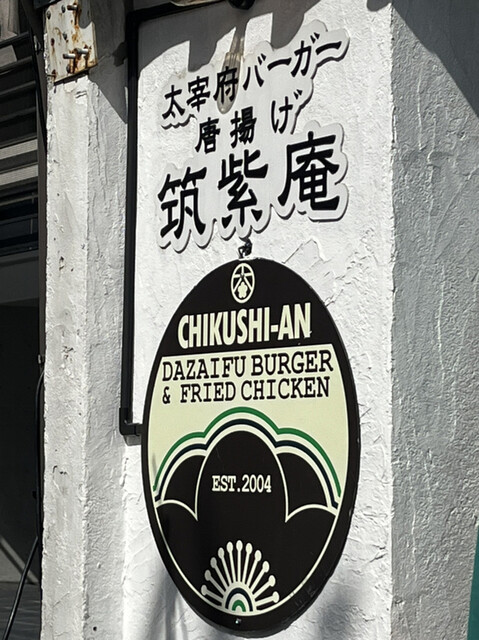 太宰府バーガー
唐揚げ
筑紫庵
CHIKUSHI-AN
DAZAIFU BURGER
& FRIED CHICKEN
EST.2004